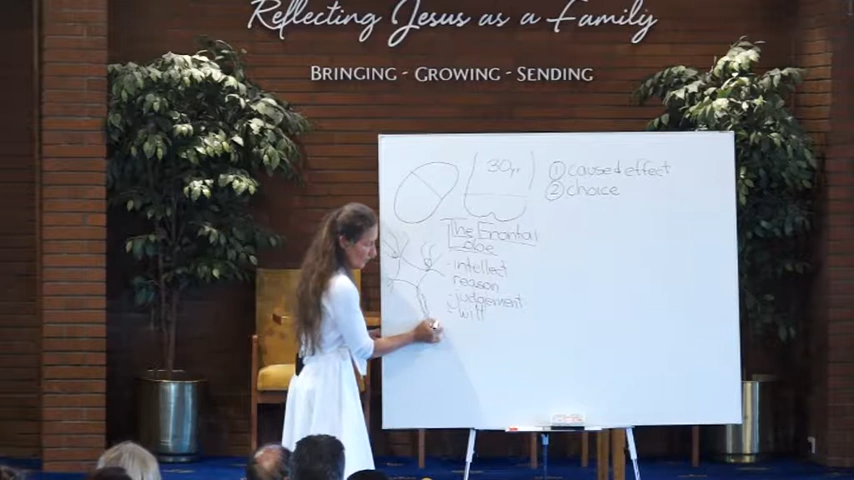 Reflecting Jesus as a Family
BRINGING - GROWING - SENDING
30yr
① cause & effect
② choice
The Frontal
Lobe
- intellect
reason
- judgement
- will